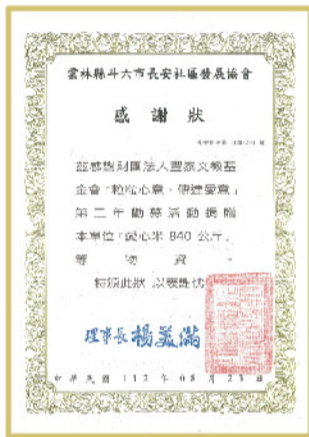 雲林縣斗六市長安社區發展協會
感謝狀
茲感謝財團法人豐泰文教基
金會「粒粒心意，傳達愛意」
第二年勸募活動捐贈
本單位「愛心米 840 公斤」
等物資。
特頒此狀 以表謝忱
理事長 楊美滿
中華民國 112 年 08 月 23 日